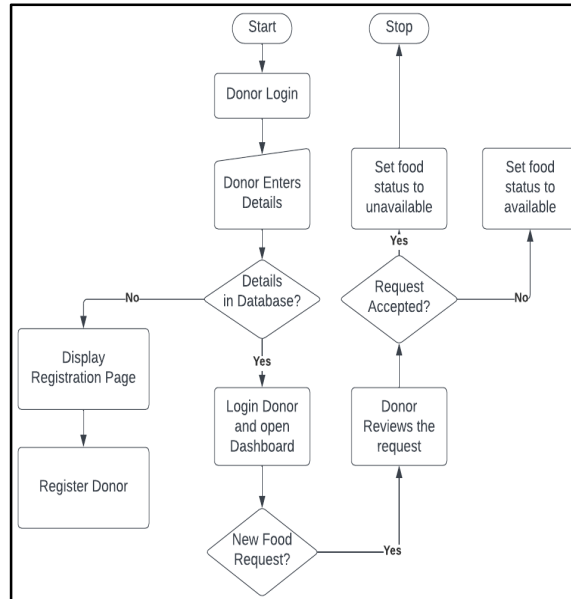 Start
Donor Login
Donor Enters
Details
Details
in Database?
No
Display
Registration Page
Register Donor
Yes
Login Donor
and open
Dashboard
New Food
Request?
Yes
Donor
Reviews the
request
Request
Accepted?
Yes
Set food
status to
unavailable
Stop
No
Set food
status to
available